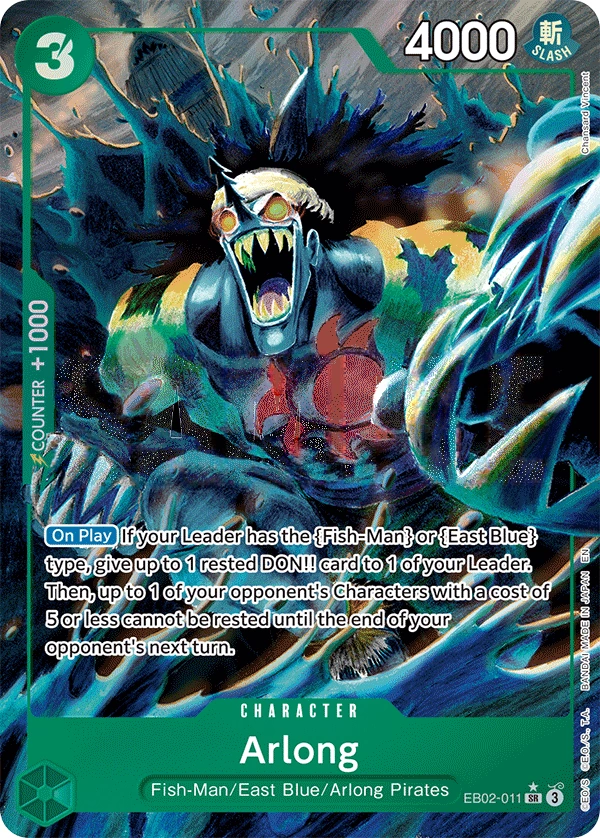 3
4000
斬
SLASH
Chansard Vincent
COUNTER +1000
SAMPLE
On Play If your Leader has the {Fish-Man} or {East Blue}
type, give up to 1 rested DON!! card to 1 of your Leader.
Then, up to 1 of your opponent's Characters with a cost of
5 or less cannot be rested until the end of your
opponent's next turn.
CHARACTER
Arlong
Fish-Man/East Blue/Arlong Pirates
EB02-011 SR 3
©ED/S ©E.O./S., T.A. BANDAI MADE IN JAPAN EN